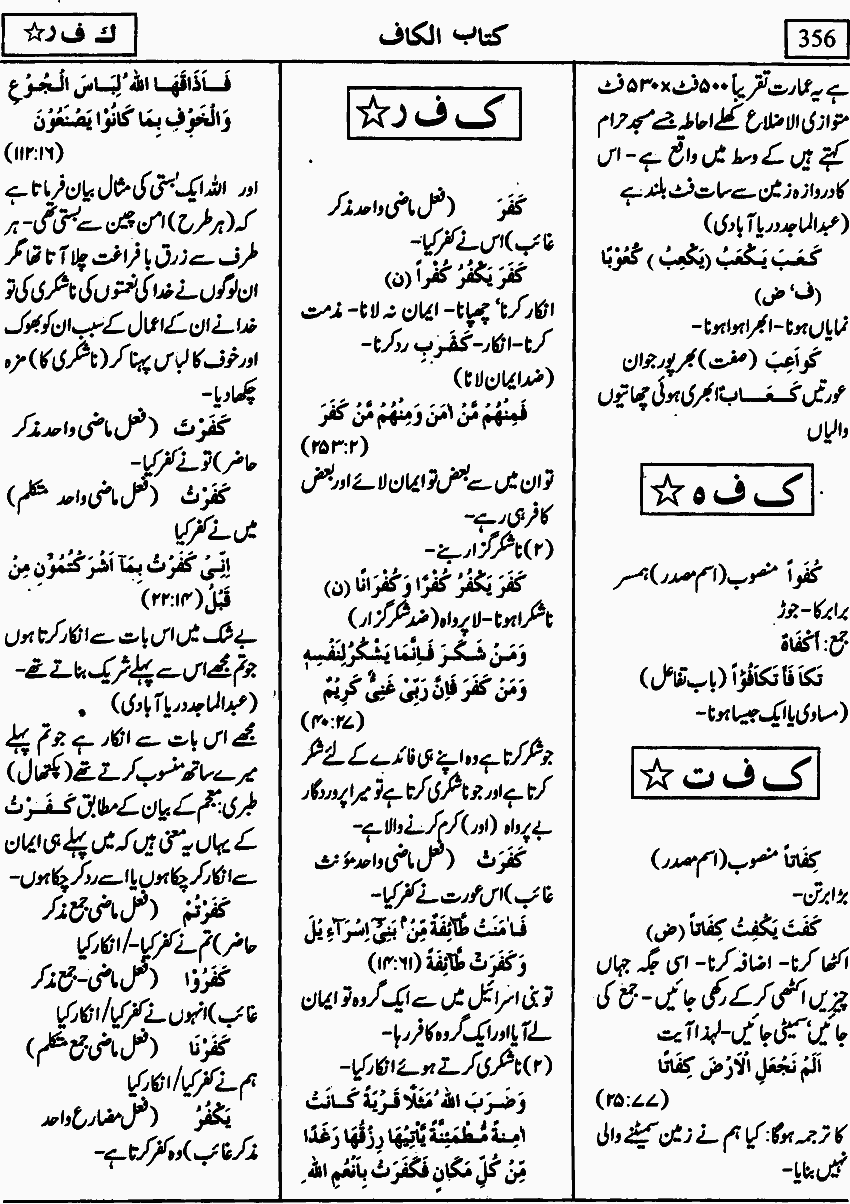 356
کتاب الکاف
ک ف ر☆
ہے یہ عمارت تقریباً ۵۰۰فٹ×۵۳۰فٹ
متوازی الاضلاع کھلے احاطہ جسے مسجد حرام
کہتے ہیں کے وسط میں واقع ہے- اس
کا دروازہ زمین سے سات فٹ بلند ہے
(عبدالماجد دریا آبادی)
کَعَبَ یَکْعَبُ (یَکْعِبُ) کُعُوْبًا
(ف، ض)
نمایاں ہونا- ابھرا ہوا ہونا-
کَوَاعِبَ (صفت) بھرپور جوان
عورتیں کَعَابٌ ابھری ہوئی چھاتیوں
والیاں
ک ف ہ ☆
کُفُواً منصوب (اسم مصدر) ہمسر
برابر کا- جوڑ
جمع: اَکْفَاۃٌ
تَکَافَأَ تَکَافُؤْاً (باب تفاعل)
(مساوی یا ایک جیسا ہونا-
ک ف ت ☆
کِفَاتاً منصوب (اسم مصدر)
بڑا برتن-
کَفَتَ یَکْفِتُ کِفَاتاً (ض)
اکٹھا کرنا- اضافہ کرنا- اسی جگہ جہاں
چیزیں اکٹھی کرکے رکھی جائیں- جمع کی
جائیں، سمیٹی جائیں- لہذا آیت
اَلَمْ نَجْعَلِ الْاَرْضَ کِفَاتًا
(۲۵:۷۷)
کا ترجمہ ہوگا: کیا ہم نے زمین سمیٹنے والی
نہیں بنایا-
ک ف ر☆
کَفَرَ (فعل ماضی واحد مذکر
غائب) اس نے کفر کیا-
کَفَرَ یَکْفُرُ کُفْراً (ن)
انکار کرنا، چھپانا- ایمان نہ لانا- مذمت
کرنا- انکار- کَفَرَبِ رد کرنا-
(ضد ایمان لانا)
فَمِنْهُمْ مَّنْ اٰمَنَ وَمِنْهُمْ مَّنْ کَفَرَ
(۲۵۳:۲)
تو ان میں سے بعض تو ایمان لائے اور بعض
کافر ہی رہے-
(۲) ناشکر گزار بنے-
کَفَرَ یَکْفُرُ کُفْرًا وَ کُفْرَانًا (ن)
ناشکرا ہونا- لا پرواہ (ضد شکر گزار)
وَمَنْ شَکَرَ فَاِنَّمَا یَشْکُرُ لِنَفْسِهٖ
وَمَنْ کَفَرَ فَاِنَّ رَبِّیْ غَنِیٌّ کَرِیْمٌ
(۴۰:۲۷)
جو شکر کرتا ہے وہ اپنے ہی فائدے کے لئے شکر
کرتا ہے اور جو ناشکری کرتا ہے تو میرا پروردگار
بے پرواہ (اور) کرم کرنے والا ہے-
کَفَرَتْ (فعل ماضی واحد مؤنث
غائب) اس عورت نے کفر کیا-
فَاٰمَنَتْ طَّآئِفَةٌ مِّنْۢ بَنِیْٓ اِسْرَآءِ یْلَ
وَ کَفَرَتْ طَّآئِفَةٌ (۱۴:۶۱)
تو بنی اسرائیل میں سے ایک گروہ تو ایمان
لے آیا اور ایک گروہ کافر رہا-
(۲) ناشکری کرتے ہوئے انکار کیا-
وَضَرَبَ اللّٰهُ مَثَلًا قَرْیَةً کَانَتْ
اٰمِنَةً مُّطْمَئِنَّةً یَّاْتِیْهَا رِزْقُهَا رَغَدًا
مِّنْ کُلِّ مَکَانٍ فَکَفَرَتْ بِاَنْعُمِ اللّٰهِ
فَاَذَاقَهَا اللّٰهُ لِبَاسَ الْجُوْعِ
وَالْخَوْفِ بِمَا کَانُوْا یَصْنَعُوْنَ
(۱۱۲:۱۶)
اور اللہ ایک بستی کی مثال بیان فرماتا ہے
کہ (ہر طرح) امن چین سے بستی تھی- ہر
طرف سے رزق با فراغت چلا آتا تھا مگر
ان لوگوں نے خدا کی نعمتوں کی ناشکری کی تو
خدا نے ان کے اعمال کے سبب ان کو بھوک
اور خوف کا لباس پہنا کر (ناشکری کا) مزہ
چکھا دیا-
کَفَرْتَ (فعل ماضی واحد مذکر
حاضر) تو نے کفر کیا-
کَفَرْتُ (فعل ماضی واحد متکلم)
میں نے کفر کیا
اِنِّیْ کَفَرْتُ بِمَآ اَشْرَ کْتُمُوْنِ مِنْ
قَبْلُ (۲۲:۱۴)
بے شک میں اس بات سے انکار کرتا ہوں
جو تم مجھے اس سے پہلے شریک بناتے تھے-
(عبدالماجد دریا آبادی)
مجھے اس بات سے انکار ہے جو تم پہلے
میرے ساتھ منسوب کرتے تھے (پکتھال)
طبری: معجم کے بیان کے مطابق کَفَرْتُ
کے یہاں یہ معنی ہیں کہ میں پہلے ہی ایمان
سے انکار کرچکا ہوں یا اسے رد کرچکا ہوں-
کَفَرْتُمْ (فعل ماضی جمع مذکر
حاضر) تم نے کفر کیا-/انکار کیا
کَفَرُوْا (فعل ماضی- جمع مذکر
غائب) انہوں نے کفر کیا/انکار کیا
کَفَرْنَا (فعل ماضی جمع متکلم)
ہم نے کفر کیا/انکار کیا
یَکْفُرُ (فعل مضارع واحد
مذکر غائب) وہ کفر کرتا ہے-